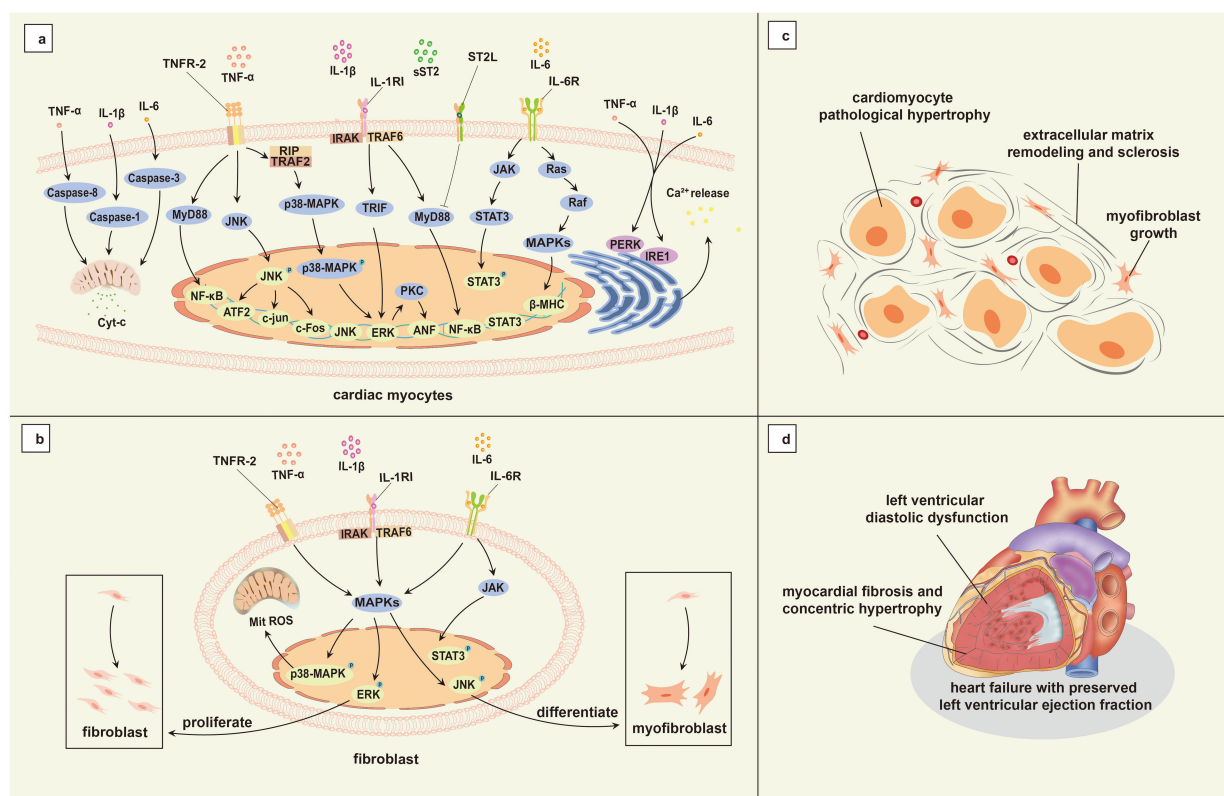 a
TNFR-2
TNF-α
IL-1β
IL-1RI
sST2
ST2L
IL-6
IL-6R
TNF-α
IL-1β
IL-6
TNF-α
IL-1β
IL-6
IRAK
TRAF6
RIP
TRAF2
Caspase-8
Caspase-3
Caspase-1
MyD88
JNK
p38-MAPK
TRIF
MyD88
JAK
STAT3
Ras
Raf
MAPKs
PERK
IRE1
Ca²⁺ release
Cyt-c
JNK
P
p38-MAPK
P
STAT3
P
NF-κB
ATF2
c-jun
c-Fos
JNK
ERK
PKC
ANF
NF-κB
STAT3
β-MHC
cardiac myocytes
b
TNFR-2
TNF-α
IL-1β
IL-1RI
IL-6
IL-6R
IRAK
TRAF6
MAPKs
JAK
Mit ROS
p38-MAPK
P
ERK
P
STAT3
P
JNK
P
proliferate
differentiate
fibroblast
myofibroblast
fibroblast
c
cardiomyocyte
pathological hypertrophy
extracellular matrix
remodeling and sclerosis
myofibroblast
growth
d
left ventricular
diastolic dysfunction
myocardial fibrosis and
concentric hypertrophy
heart failure with preserved
left ventricular ejection fraction